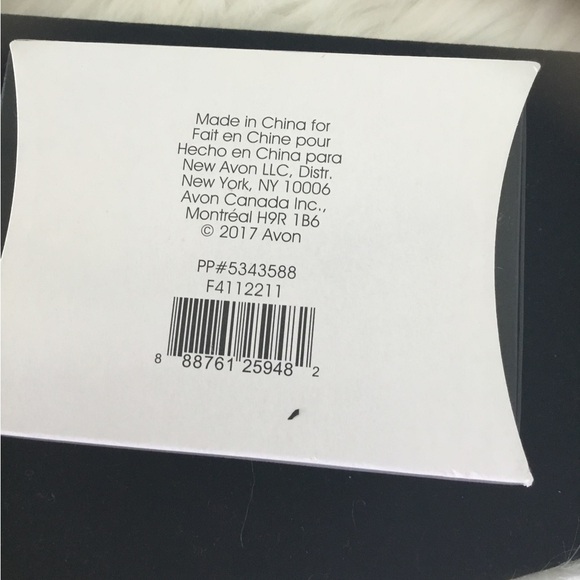 Made in China for
Fait en Chine pour
Hecho en China para
New Avon LLC, Distr.
New York, NY 10006
Avon Canada Inc.,
Montréal H9R 1B6
© 2017 Avon
PP#5343588
F4112211
8 88761 25948 2